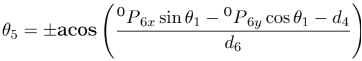 θ₅ = ±acos( (⁰P₆ₓ sin θ₁ − ⁰P₆ᵧ cos θ₁ − d₄) / d₆ )